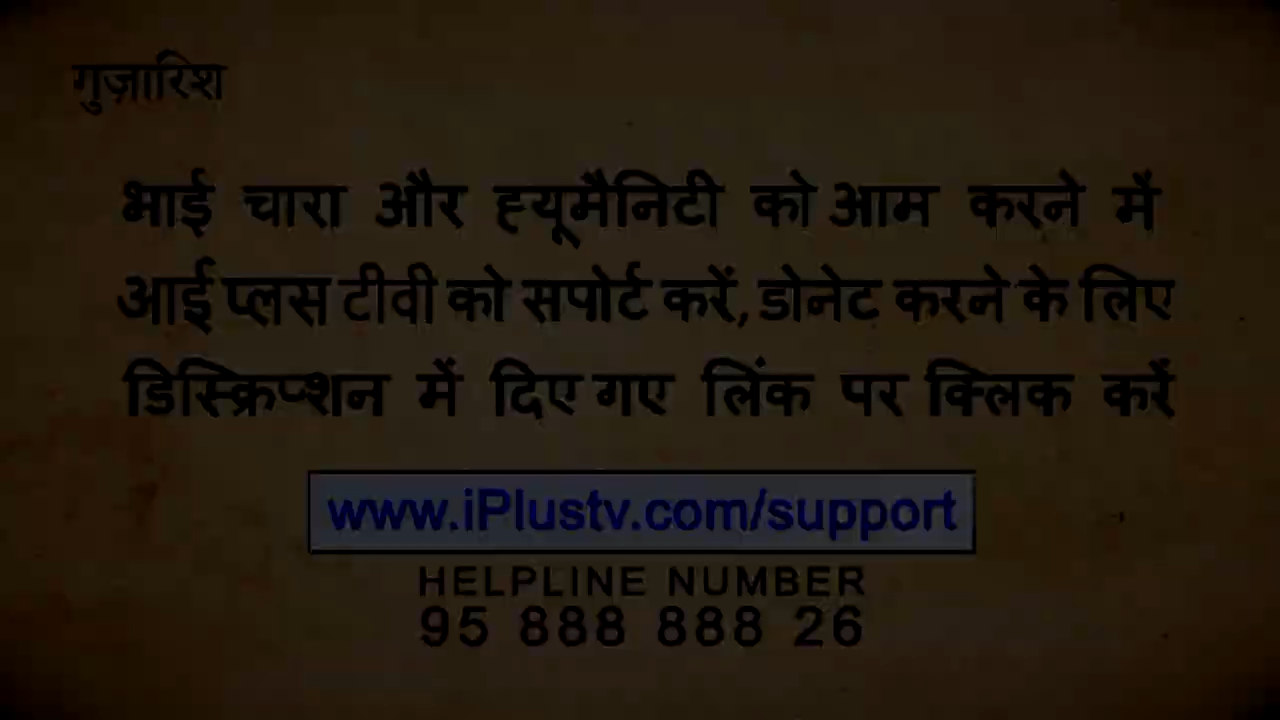 गुज़ारिश
भाई चारा और ह्यूमैनिटी को आम करने में
आई प्लस टीवी को सपोर्ट करें, डोनेट करने के लिए
डिस्क्रिप्शन में दिए गए लिंक पर क्लिक करें
www.iPlustv.com/support
HELPLINE NUMBER
95 888 888 26